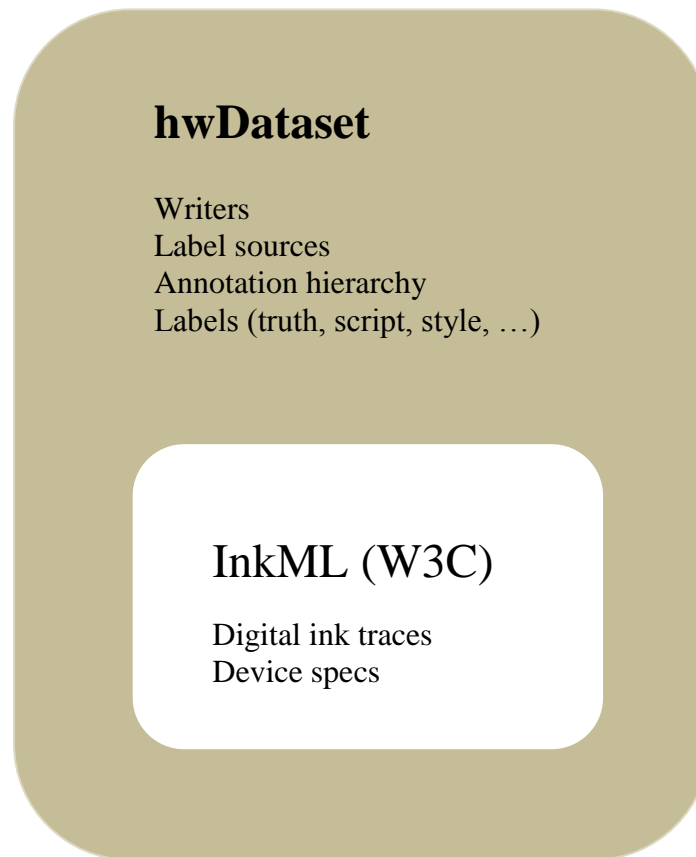 hwDataset
Writers
Label sources
Annotation hierarchy
Labels (truth, script, style, …)
InkML (W3C)
Digital ink traces
Device specs